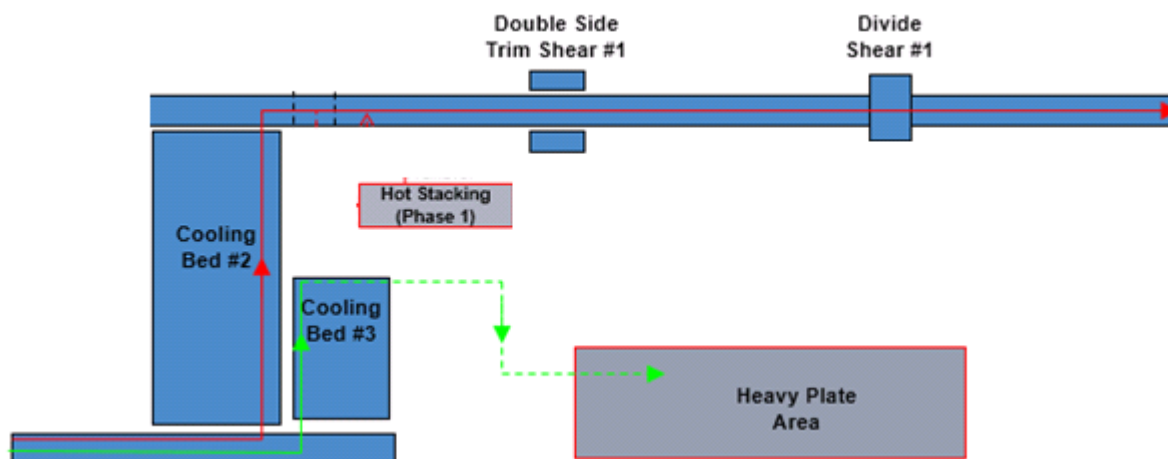 Double Side
Trim Shear #1
Divide
Shear #1
Hot Stacking
(Phase 1)
Cooling
Bed #2
Cooling
Bed #3
Heavy Plate
Area